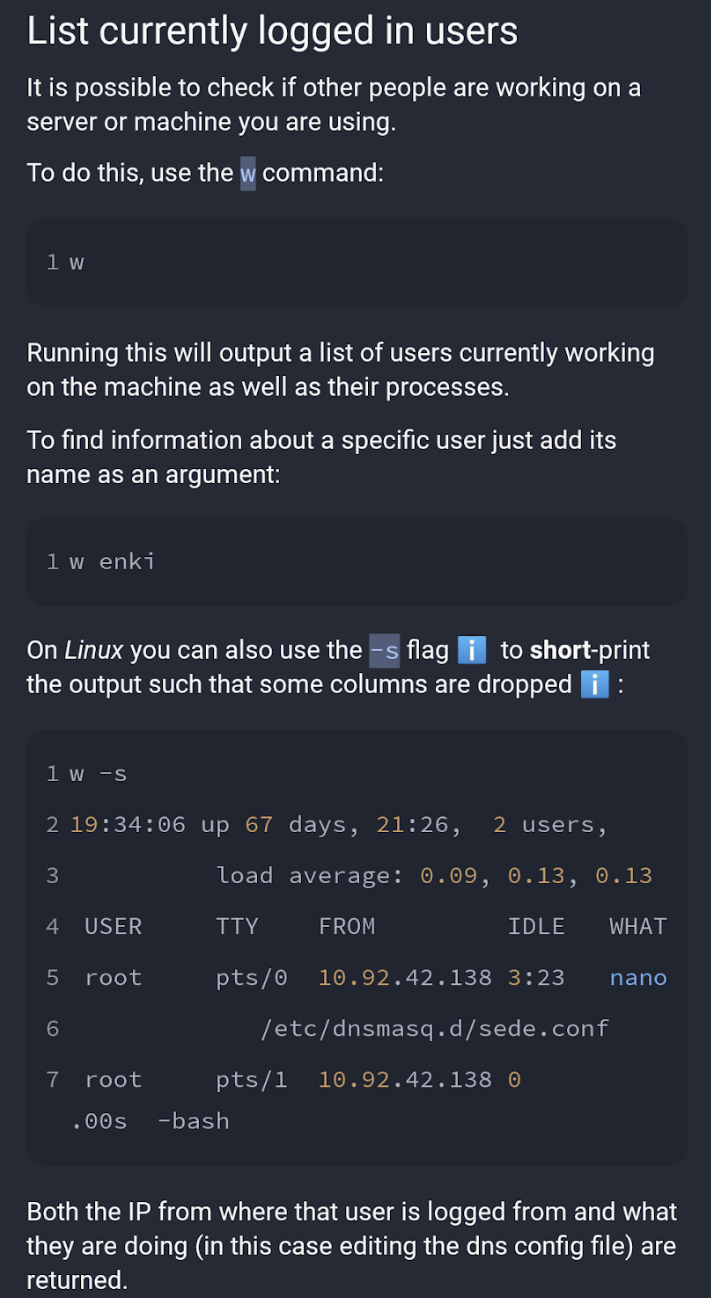 List currently logged in users
It is possible to check if other people are working on a
server or machine you are using.
To do this, use the w command:
1 w
Running this will output a list of users currently working
on the machine as well as their processes.
To find information about a specific user just add its
name as an argument:
1 w enki
On Linux you can also use the -s flag ℹ️ to short-print
the output such that some columns are dropped ℹ️ :
1 w -s
2 19:34:06 up 67 days, 21:26,  2 users,
3           load average: 0.09, 0.13, 0.13
4  USER     TTY    FROM         IDLE   WHAT
5  root     pts/0  10.92.42.138 3:23   nano
6              /etc/dnsmasq.d/sede.conf
7  root     pts/1  10.92.42.138 0
.00s  -bash
Both the IP from where that user is logged from and what
they are doing (in this case editing the dns config file) are
returned.